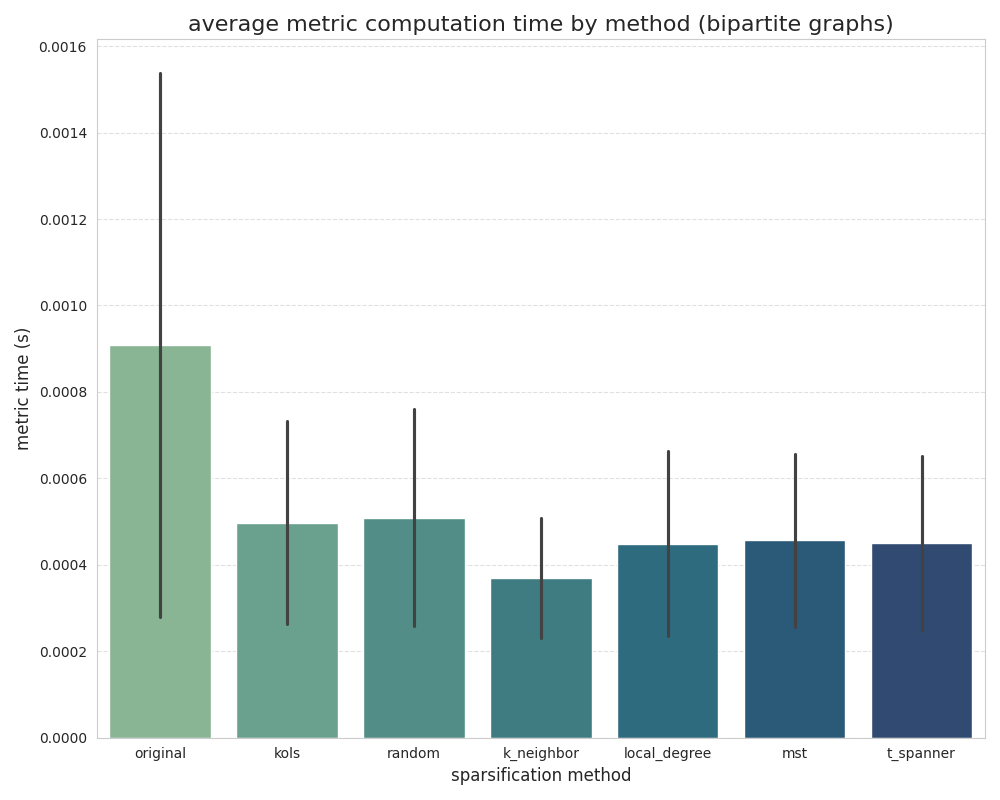 average metric computation time by method (bipartite graphs)
0.0016
0.0014
0.0012
0.0010
0.0008
0.0006
0.0004
0.0002
0.0000
metric time (s)
original kols random k_neighbor local_degree mst t_spanner
sparsification method